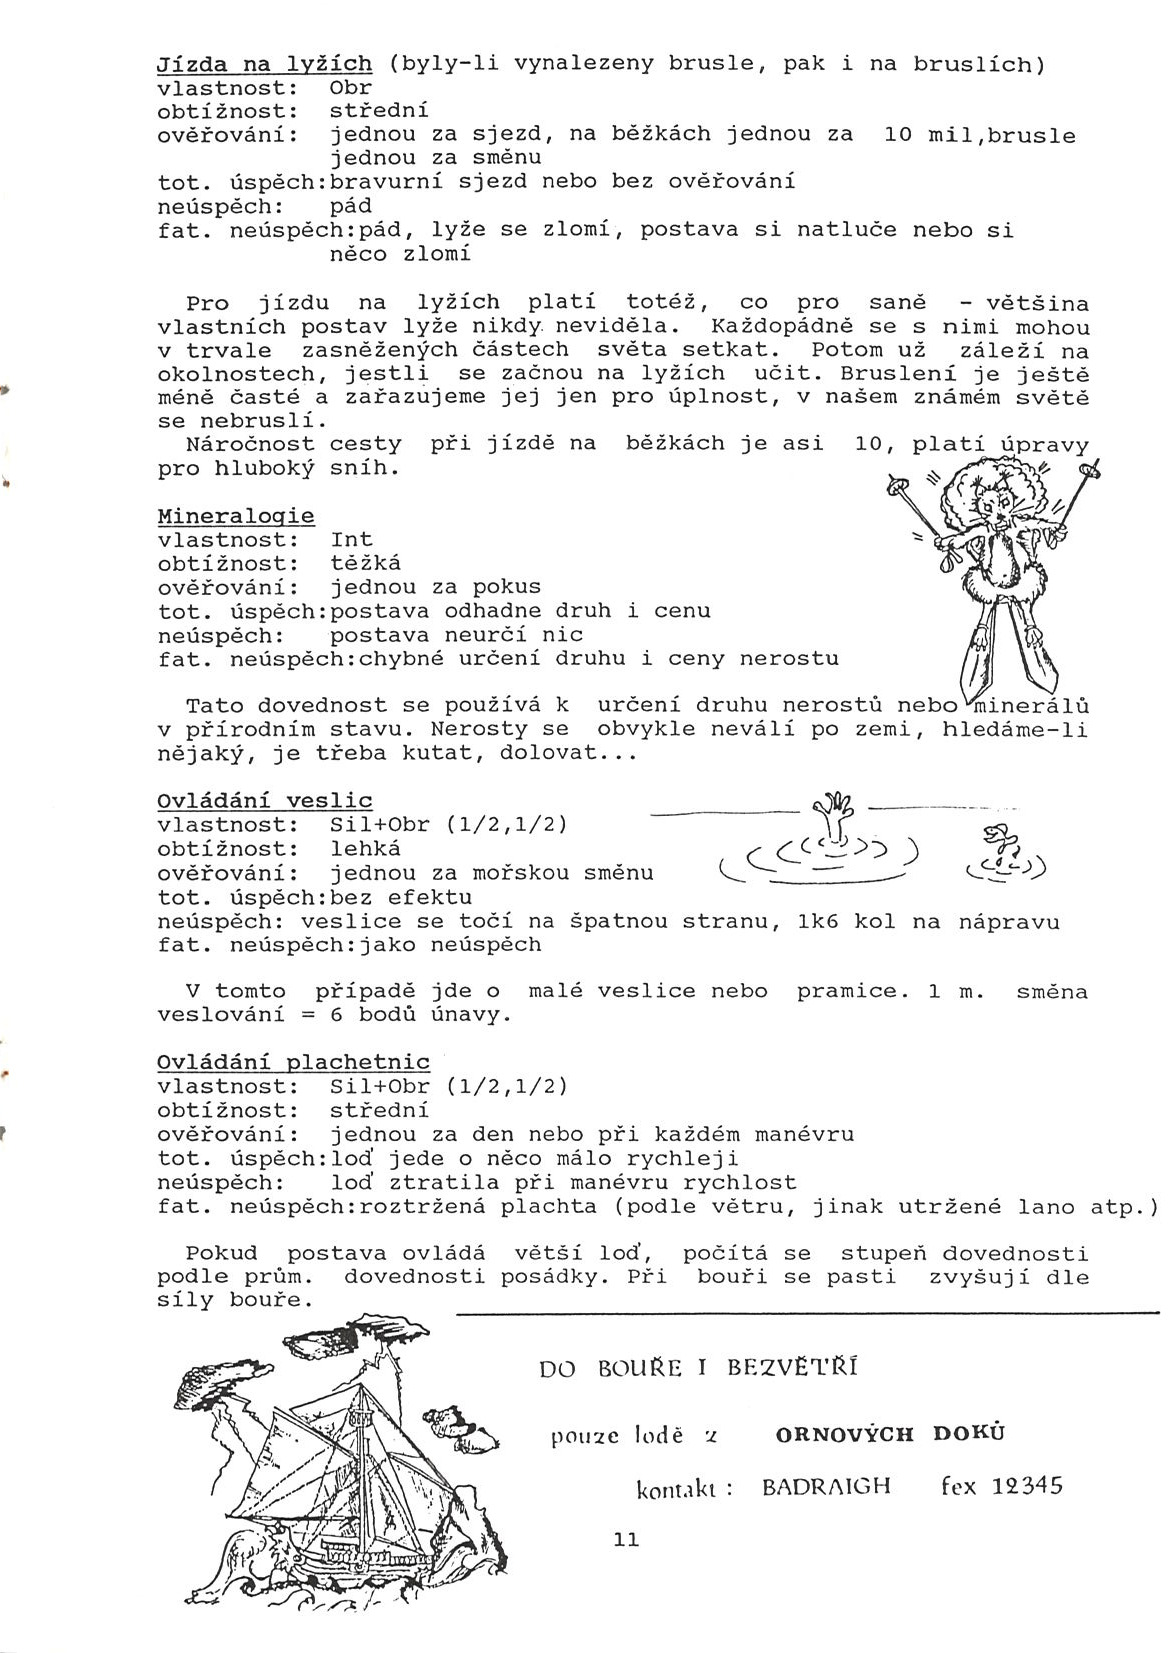 Jízda na lyžích (byly-li vynalezeny brusle, pak i na bruslích)
vlastnost: Obr
obtížnost: střední
ověřování: jednou za sjezd, na běžkách jednou za 10 mil,brusle
jednou za směnu
tot. úspěch:bravurní sjezd nebo bez ověřování
neúspěch: pád
fat. neúspěch:pád, lyže se zlomí, postava si natluče nebo si
něco zlomí
Pro jízdu na lyžích platí totéž, co pro saně - většina
vlastních postav lyže nikdy neviděla. Každopádně se s nimi mohou
v trvale zasněžených částech světa setkat. Potom už záleží na
okolnostech, jestli se začnou na lyžích učit. Bruslení je ještě
méně časté a zařazujeme jej jen pro úplnost, v našem známém světě
se nebruslí.
Náročnost cesty při jízdě na běžkách je asi 10, platí úpravy
pro hluboký sníh.
Mineralogie
vlastnost: Int
obtížnost: těžká
ověřování: jednou za pokus
tot. úspěch:postava odhadne druh i cenu
neúspěch: postava neurčí nic
fat. neúspěch:chybné určení druhu i ceny nerostu
Tato dovednost se používá k určení druhu nerostů nebo minerálů
v přírodním stavu. Nerosty se obvykle neválí po zemi, hledáme-li
nějaký, je třeba kutat, dolovat...
Ovládání veslic
vlastnost: Sil+Obr (1/2,1/2)
obtížnost: lehká
ověřování: jednou za mořskou směnu
tot. úspěch:bez efektu
neúspěch: veslice se točí na špatnou stranu, 1k6 kol na nápravu
fat. neúspěch:jako neúspěch
V tomto případě jde o malé veslice nebo pramice. 1 m. směna
veslování = 6 bodů únavy.
Ovládání plachetnic
vlastnost: Sil+Obr (1/2,1/2)
obtížnost: střední
ověřování: jednou za den nebo při každém manévru
tot. úspěch:loď jede o něco málo rychleji
neúspěch: loď ztratila při manévru rychlost
fat. neúspěch:roztržená plachta (podle větru, jinak utržené lano atp.)
Pokud postava ovládá větší loď, počítá se stupeň dovednosti
podle prům. dovednosti posádky. Při bouři se pasti zvyšují dle
síly bouře.
DO BOUŘE I BEZVĚTŘÍ
pouze lodě z ORNOVÝCH DOKŮ
kontakt : BADRAIGH fex 12345
11